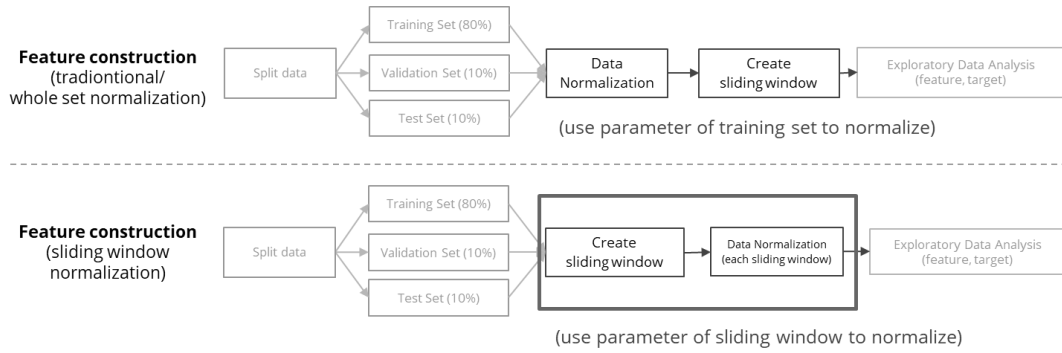 Feature construction
(tradiontional/
whole set normalization)
Split data
Training Set (80%)
Validation Set (10%)
Test Set (10%)
Data
Normalization
Create
sliding window
Exploratory Data Analysis
(feature, target)
(use parameter of training set to normalize)
Feature construction
(sliding window
normalization)
Split data
Training Set (80%)
Validation Set (10%)
Test Set (10%)
Create
sliding window
Data Normalization
(each sliding window)
Exploratory Data Analysis
(feature, target)
(use parameter of sliding window to normalize)